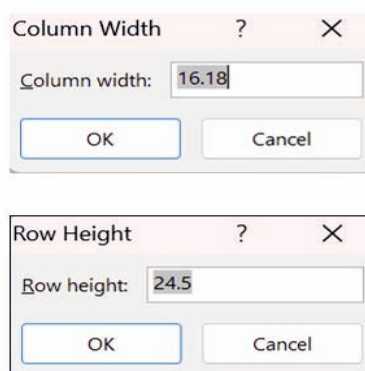 Column Width ? ×
Column width: 16.18
OK Cancel
Row Height ? ×
Row height: 24.5
OK Cancel